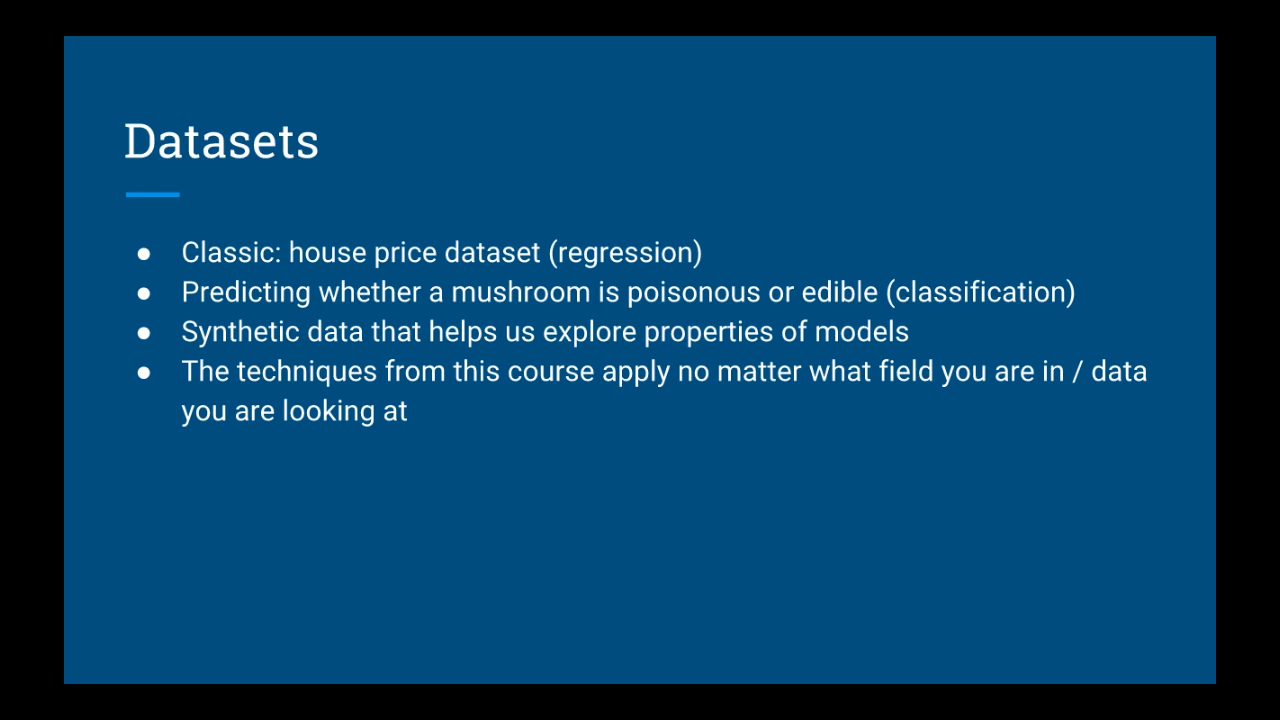 Datasets
● Classic: house price dataset (regression)
● Predicting whether a mushroom is poisonous or edible (classification)
● Synthetic data that helps us explore properties of models
● The techniques from this course apply no matter what field you are in / data
you are looking at